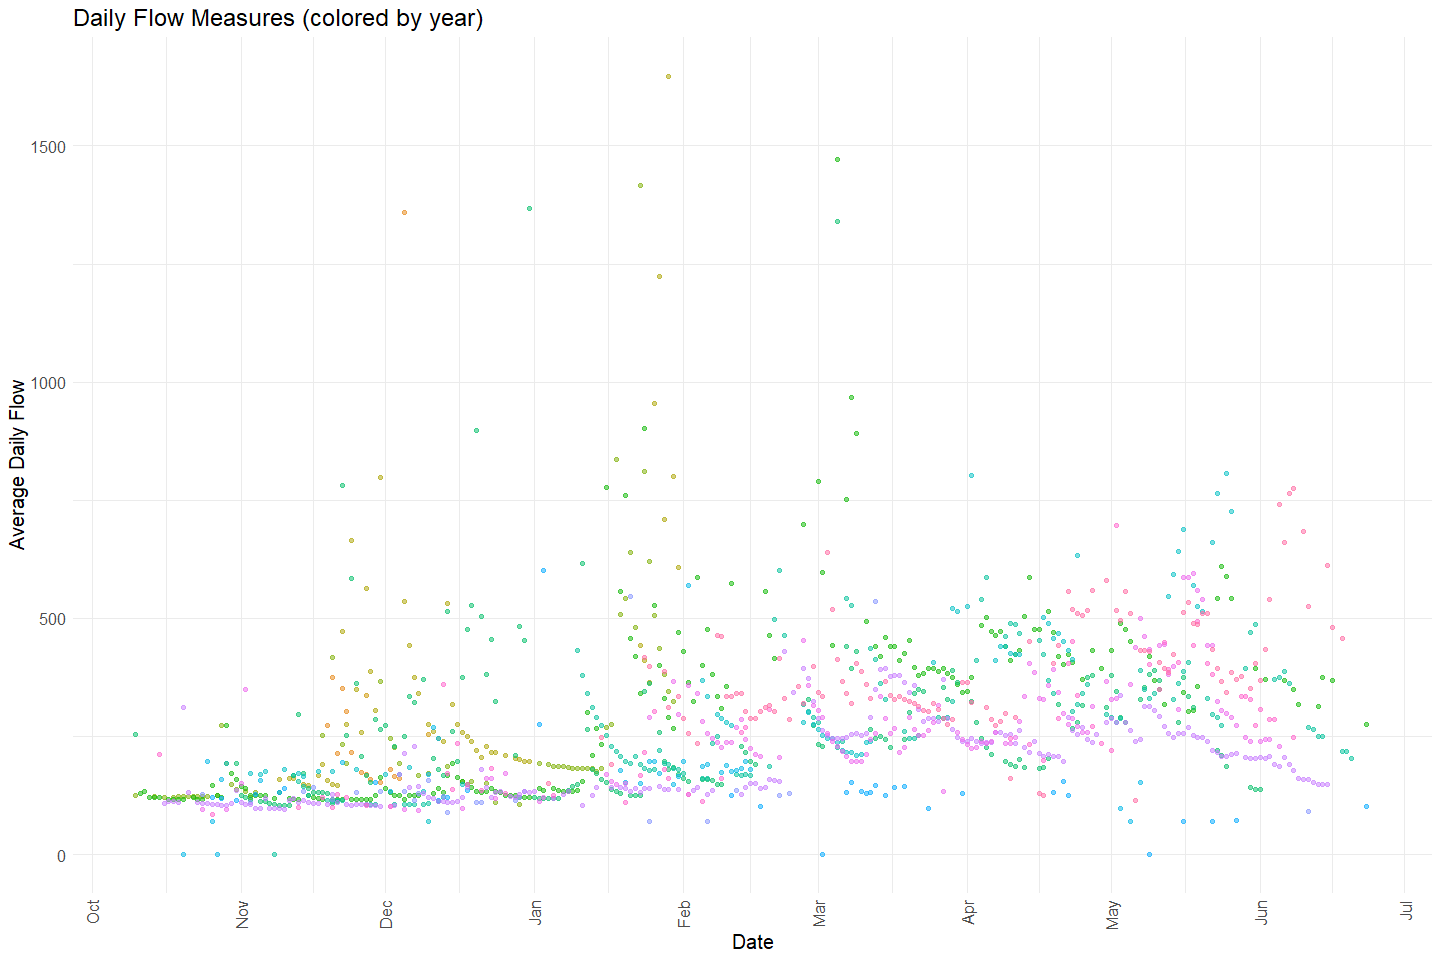 Daily Flow Measures (colored by year)
Average Daily Flow
1500
1000
500
0
Oct
Nov
Dec
Jan
Feb
Mar
Apr
May
Jun
Jul
Date